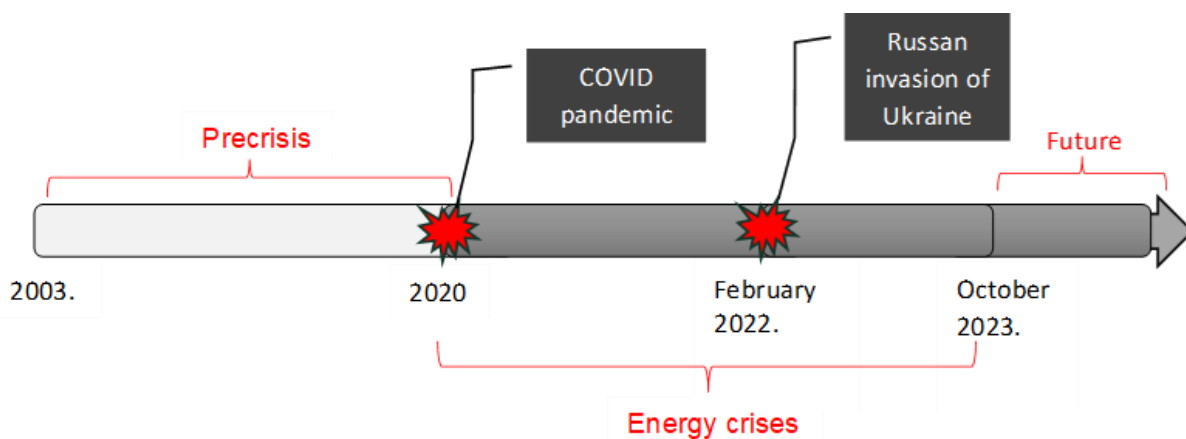 COVID
pandemic
Russan
invasion of
Ukraine
Precrisis
Future
2003.
2020
February
2022.
October
2023.
Energy crises